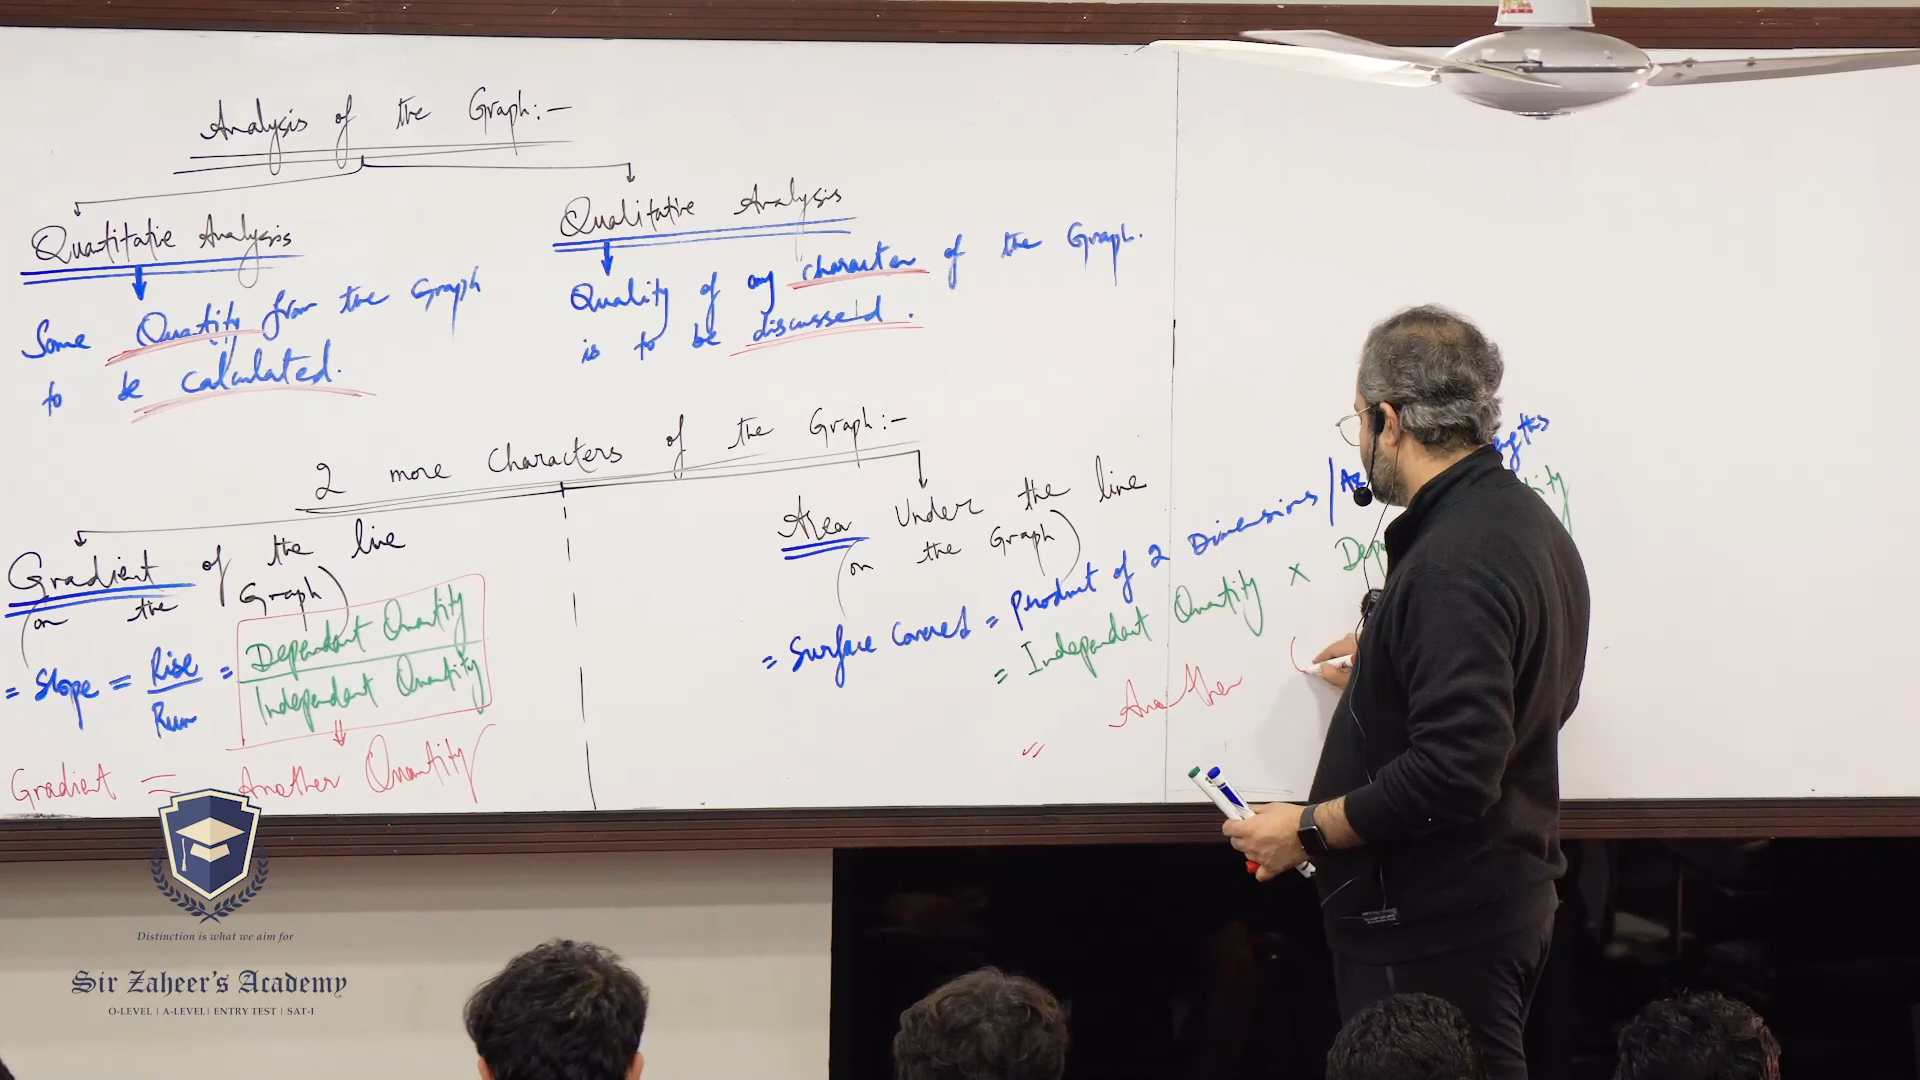 Analysis of the Graph:-
Quantitative Analysis
Some Quantity from the Graph
to be calculated.
Qualitative Analysis
Quality of any character of the Graph.
is to be discussed.
2 more Characters of the Graph:-
Gradient of the line
(on the Graph)
= Slope = Rise/Run = Dependant Quantity/Independant Quantity
Gradient = Another Quantity
Area Under the line
(on the Graph)
= Surface Covered = Product of 2 Dimensions /
= Independant Quantity ×
= Another
Distinction is what we aim for
Sir Zaheer's Academy
O-LEVEL | A-LEVEL | ENTRY TEST | SAT-I